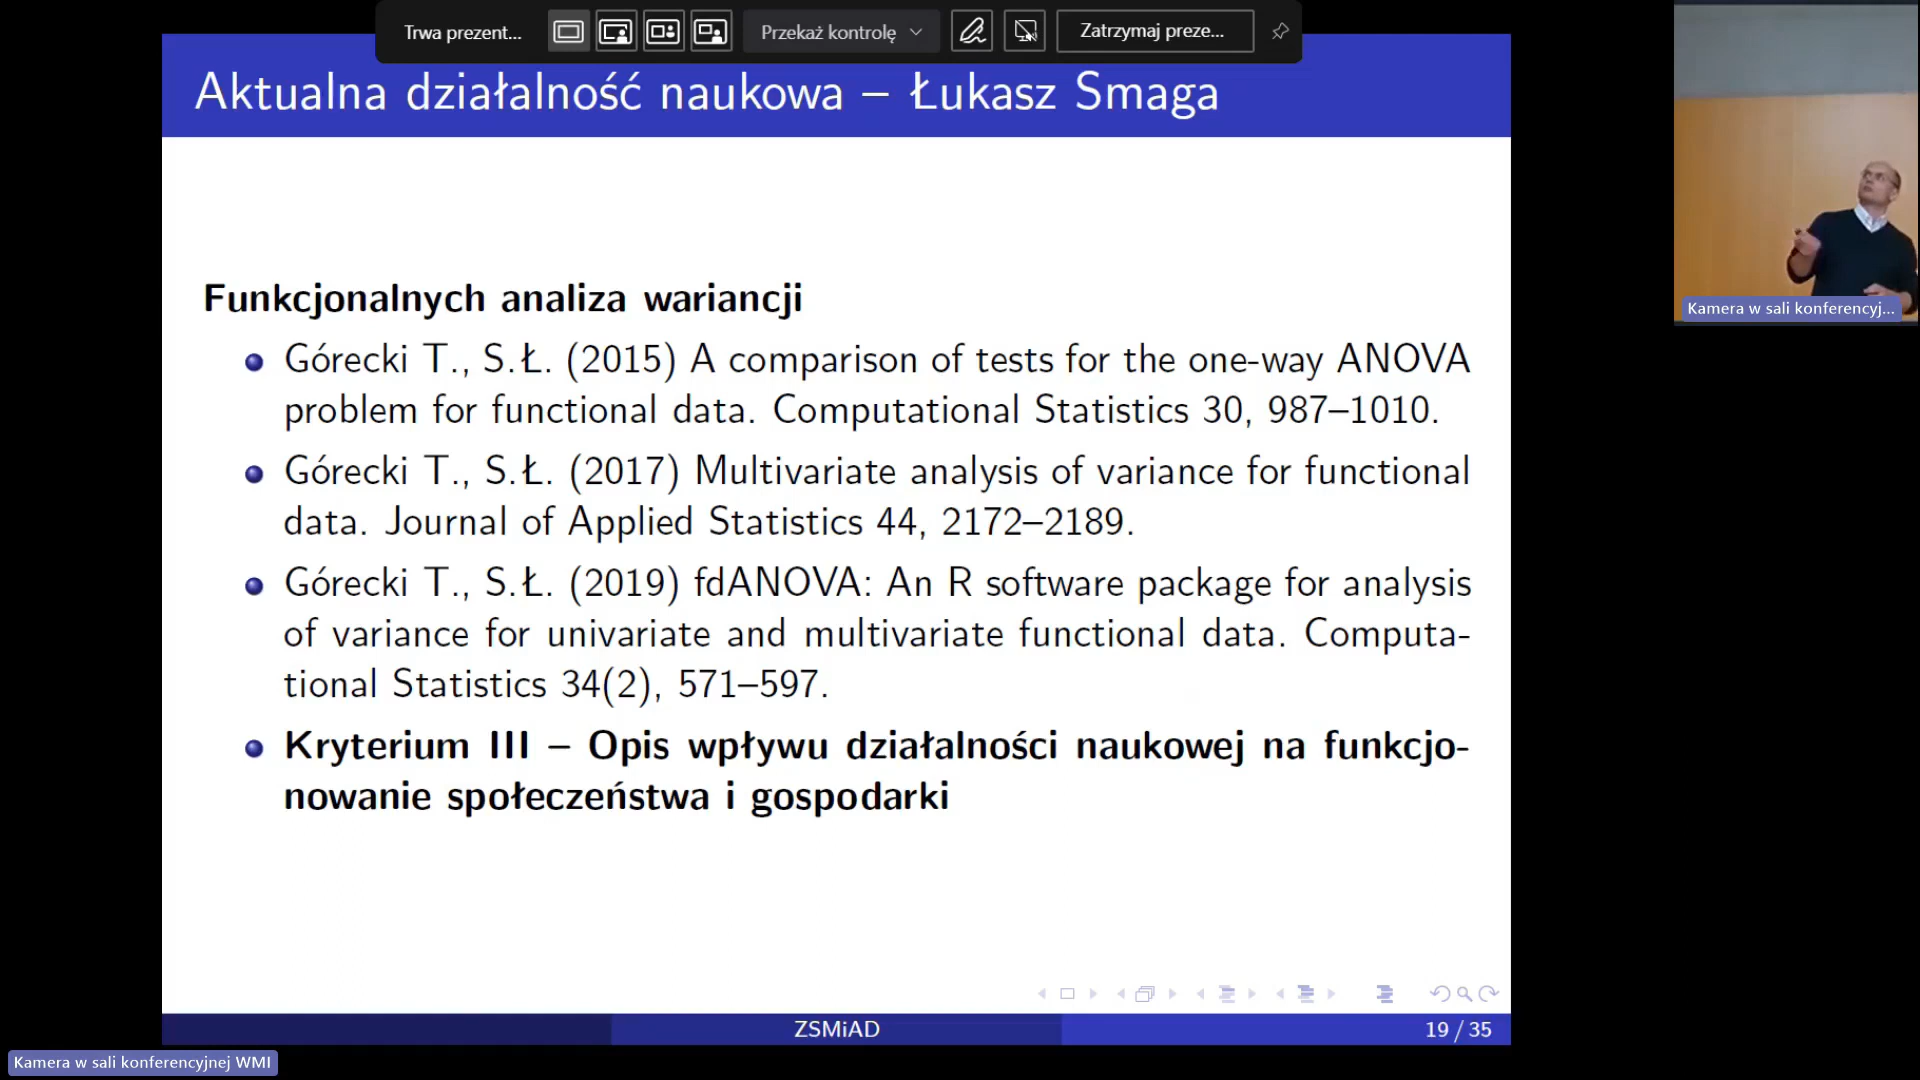 Trwa prezent...
Przekaż kontrolę
Zatrzymaj preze...
Aktualna działalność naukowa – Łukasz Smaga
Funkcjonalnych analiza wariancji
Górecki T., S.Ł. (2015) A comparison of tests for the one-way ANOVA
problem for functional data. Computational Statistics 30, 987–1010.
Górecki T., S.Ł. (2017) Multivariate analysis of variance for functional
data. Journal of Applied Statistics 44, 2172–2189.
Górecki T., S.Ł. (2019) fdANOVA: An R software package for analysis
of variance for univariate and multivariate functional data. Computa-
tional Statistics 34(2), 571–597.
Kryterium III – Opis wpływu działalności naukowej na funkcjo-
nowanie społeczeństwa i gospodarki
ZSMiAD
19 / 35
Kamera w sali konferencyj...
Kamera w sali konferencyjnej WMI